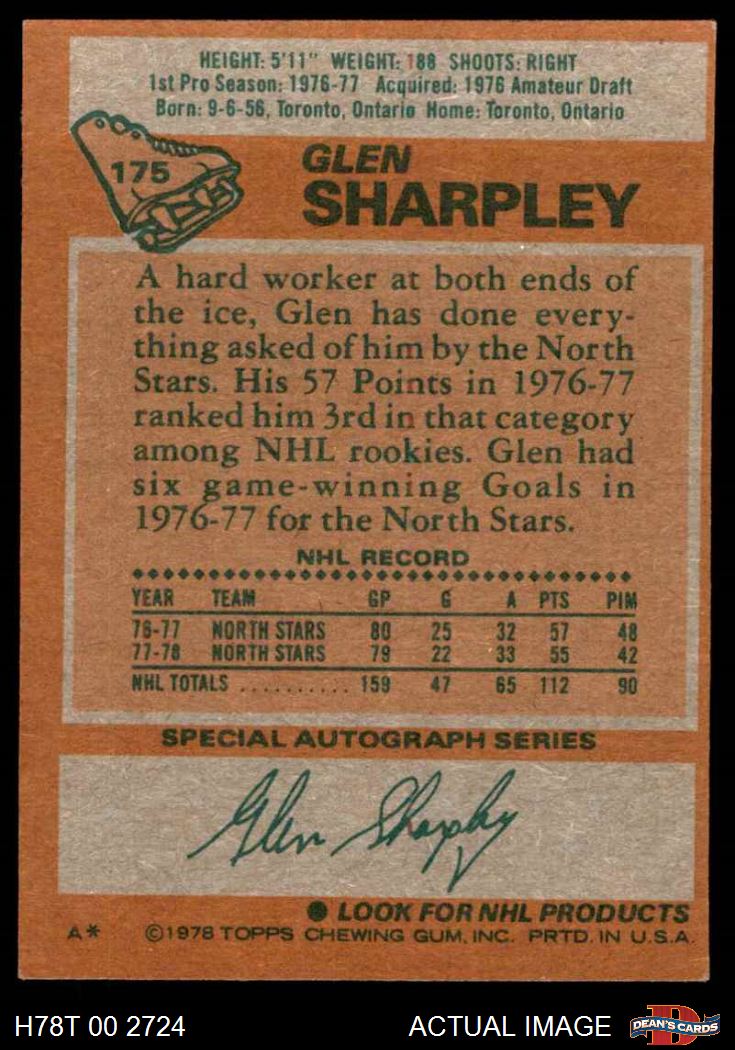 HEIGHT: 5'11" WEIGHT: 188 SHOOTS: RIGHT
1st Pro Season: 1976-77 Acquired: 1976 Amateur Draft
Born: 9-6-56, Toronto, Ontario Home: Toronto, Ontario
175
GLEN
SHARPLEY
A hard worker at both ends of
the ice, Glen has done every-
thing asked of him by the North
Stars. His 57 Points in 1976-77
ranked him 3rd in that category
among NHL rookies. Glen had
six game-winning Goals in
1976-77 for the North Stars.
NHL RECORD
YEAR TEAM GP G A PTS PIM
76-77 NORTH STARS 80 25 32 57 48
77-78 NORTH STARS 79 22 33 55 42
NHL TOTALS .......... 159 47 65 112 90
SPECIAL AUTOGRAPH SERIES
Glen Sharpley
● LOOK FOR NHL PRODUCTS
A* ©1978 TOPPS CHEWING GUM, INC. PRTD. IN U.S.A.
H78T 00 2724 ACTUAL IMAGE D DEAN'S CARDS